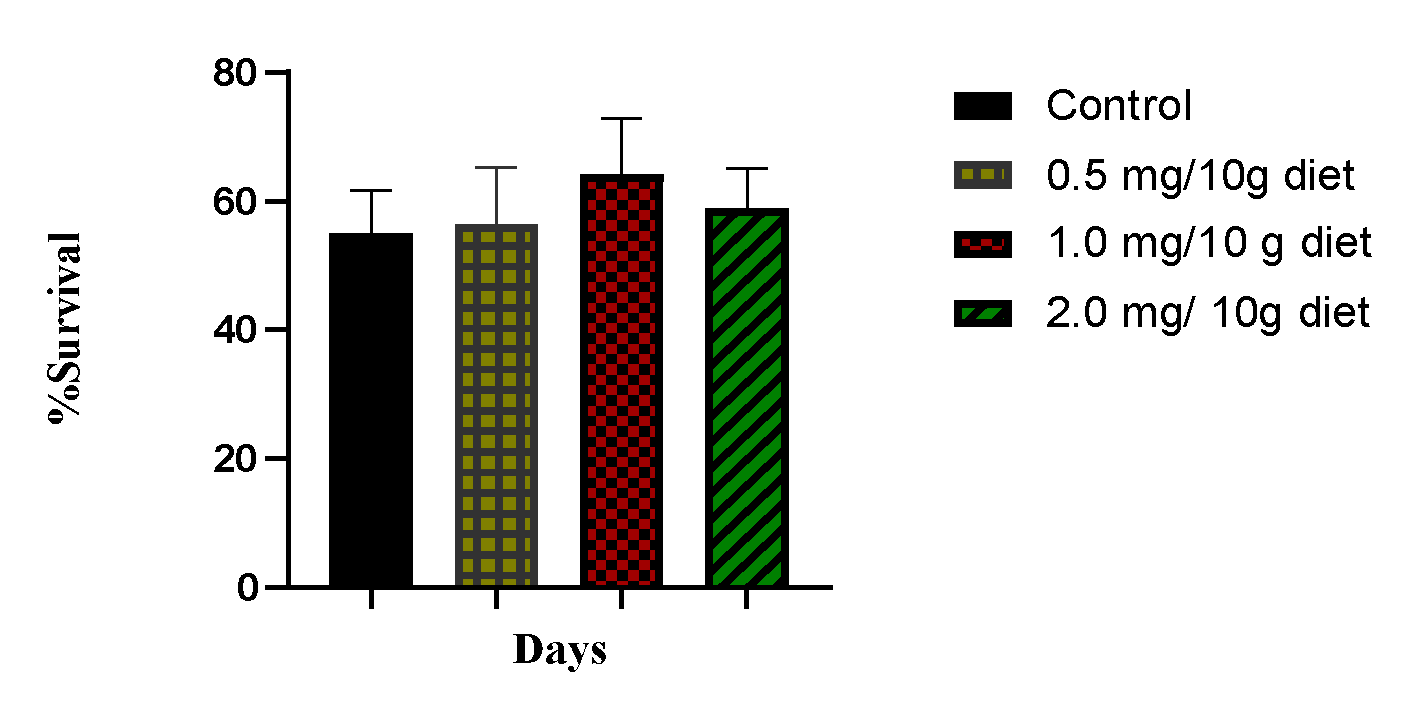 80
60
40
20
0
%Survival
Days
Control
0.5 mg/10g diet
1.0 mg/10 g diet
2.0 mg/ 10g diet